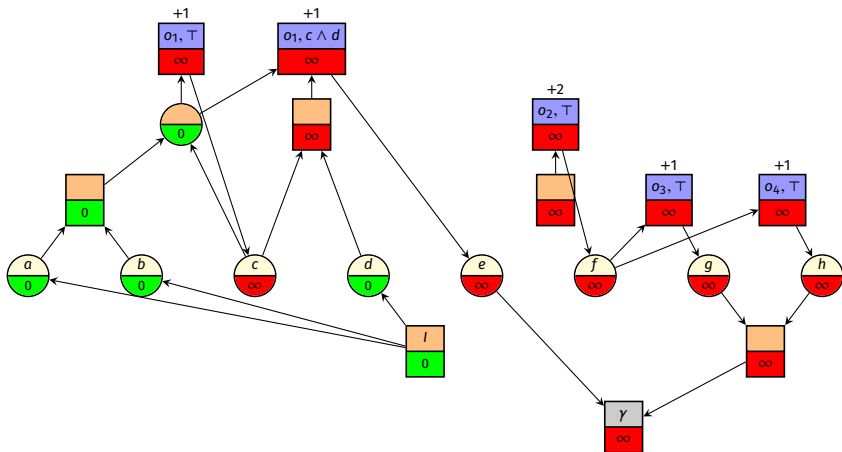 +1 +1
o₁, ⊤ o₁, c ∧ d
∞ ∞
+2
o₂, ⊤
0 ∞ ∞
+1 +1
o₃, ⊤ o₄, ⊤
0 ∞ ∞ ∞
a b c d e f g h
0 0 ∞ 0 ∞ ∞ ∞ ∞
I
0 ∞
γ
∞